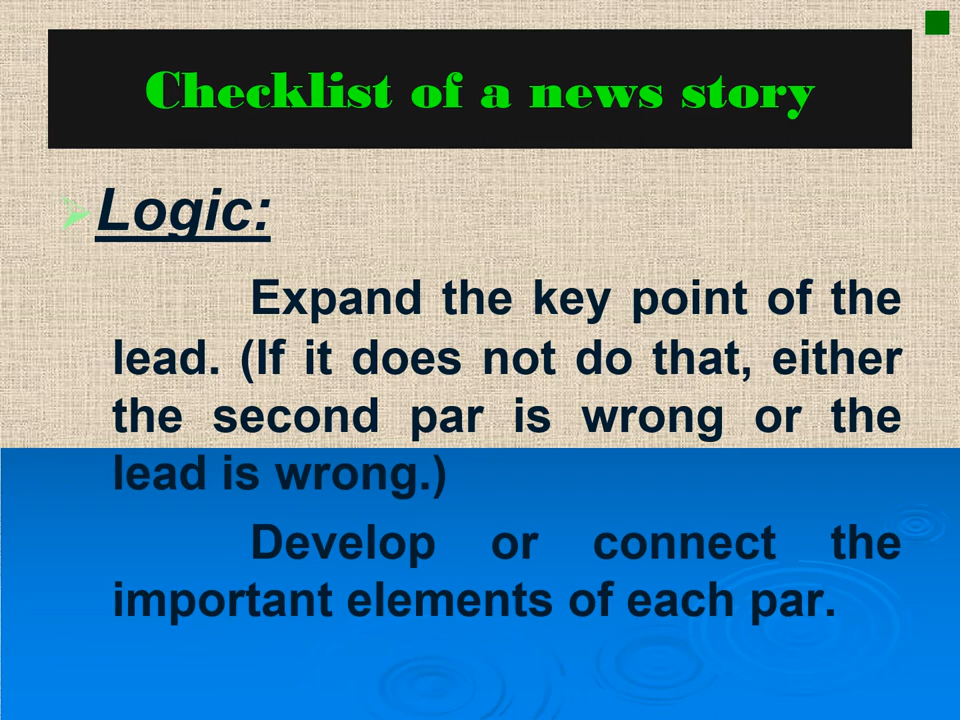 Checklist of a news story
Logic:
Expand the key point of the
lead. (If it does not do that, either
the second par is wrong or the
lead is wrong.)
Develop or connect the
important elements of each par.